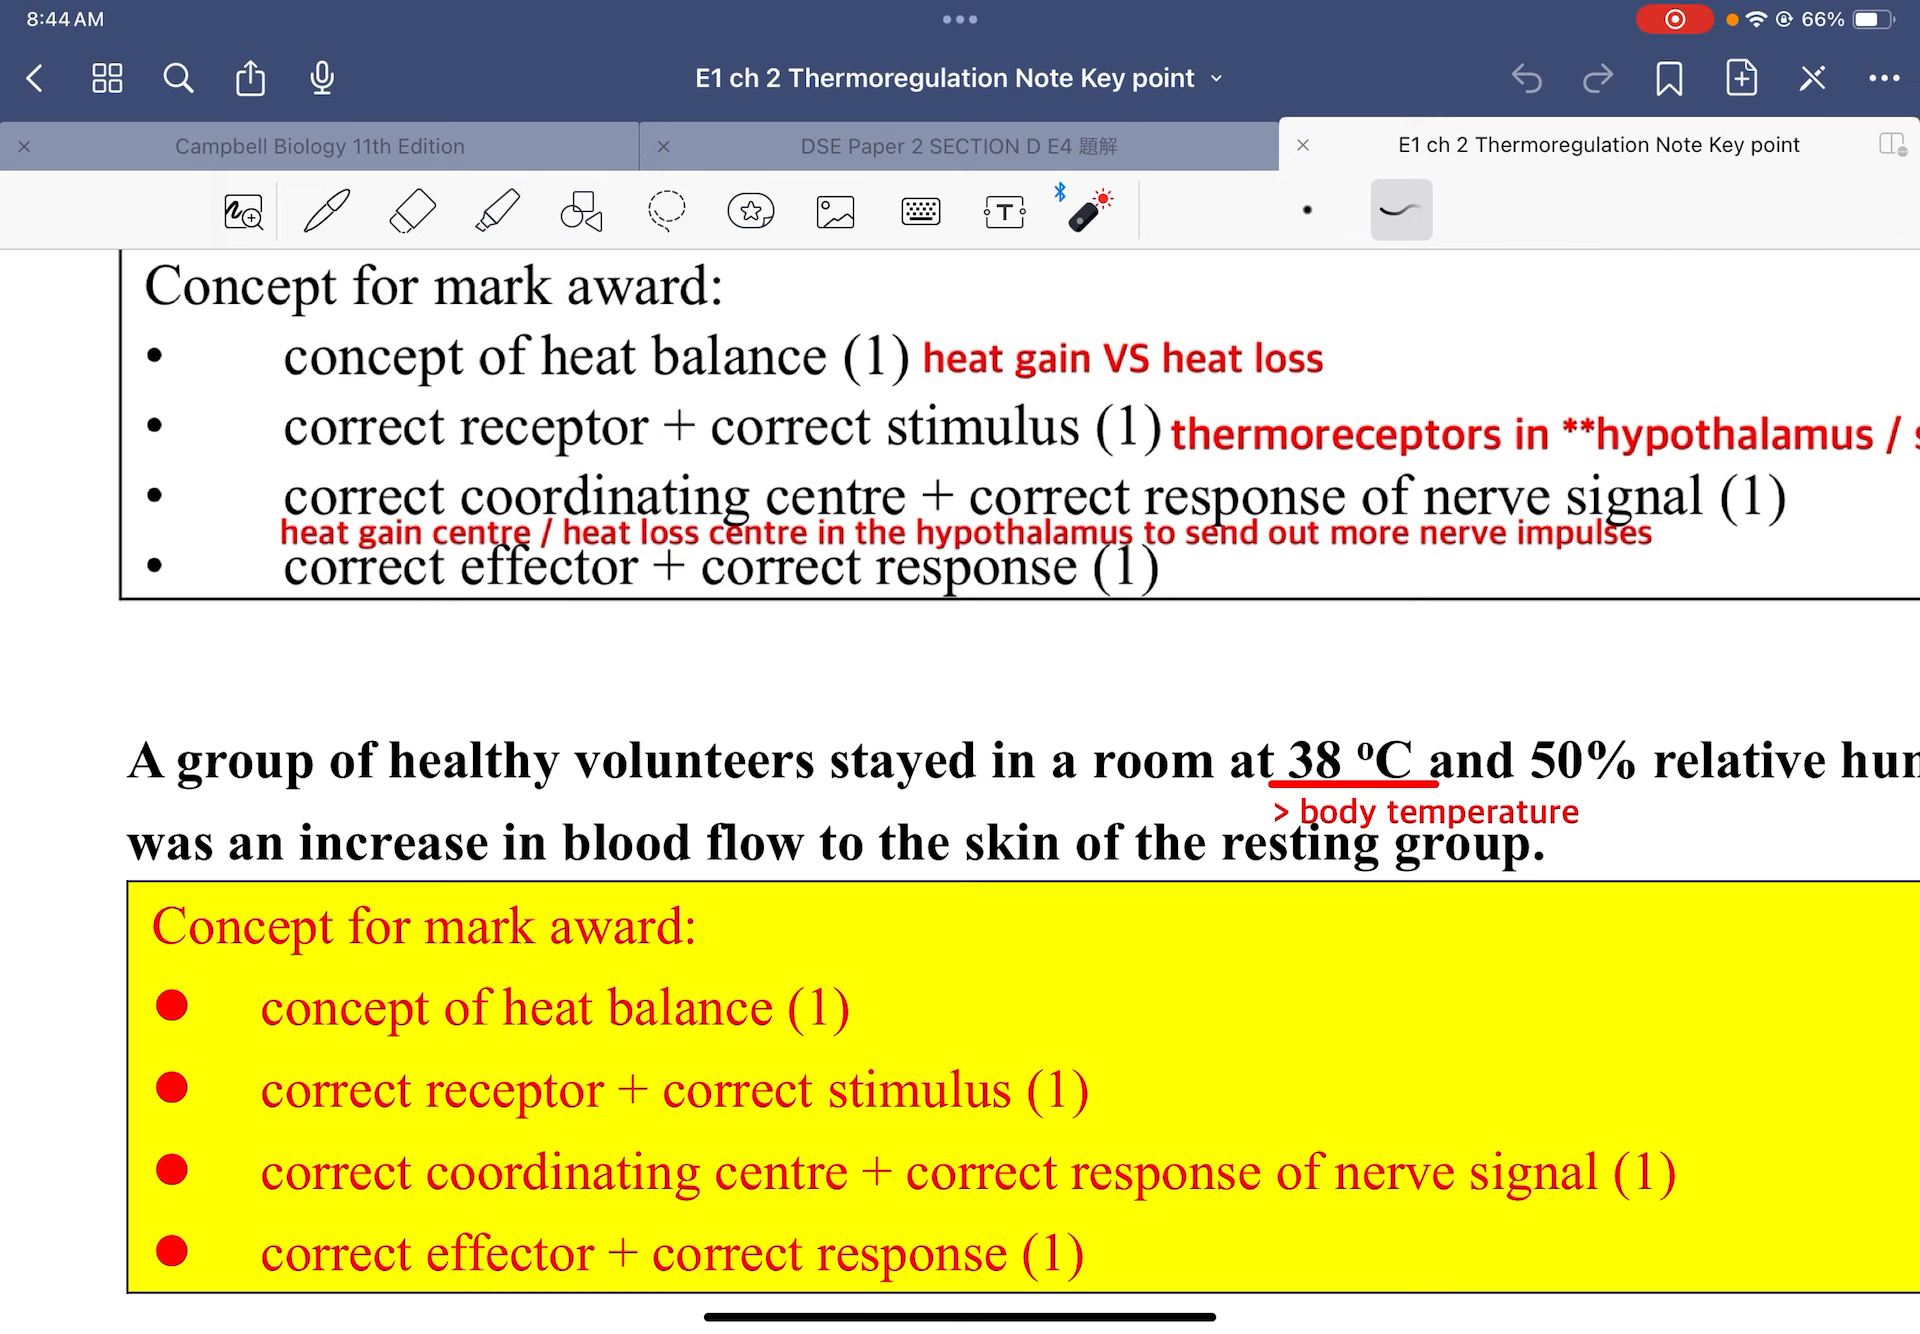 8:44 AM
66%
E1 ch 2 Thermoregulation Note Key point
Campbell Biology 11th Edition
DSE Paper 2 SECTION D E4 題解
E1 ch 2 Thermoregulation Note Key point
Concept for mark award:
• concept of heat balance (1) heat gain VS heat loss
• correct receptor + correct stimulus (1) thermoreceptors in **hypothalamus /
• correct coordinating centre + correct response of nerve signal (1)
heat gain centre / heat loss centre in the hypothalamus to send out more nerve impulses
• correct effector + correct response (1)
A group of healthy volunteers stayed in a room at 38 °C and 50% relative
> body temperature
was an increase in blood flow to the skin of the resting group.
Concept for mark award:
● concept of heat balance (1)
● correct receptor + correct stimulus (1)
● correct coordinating centre + correct response of nerve signal (1)
● correct effector + correct response (1)